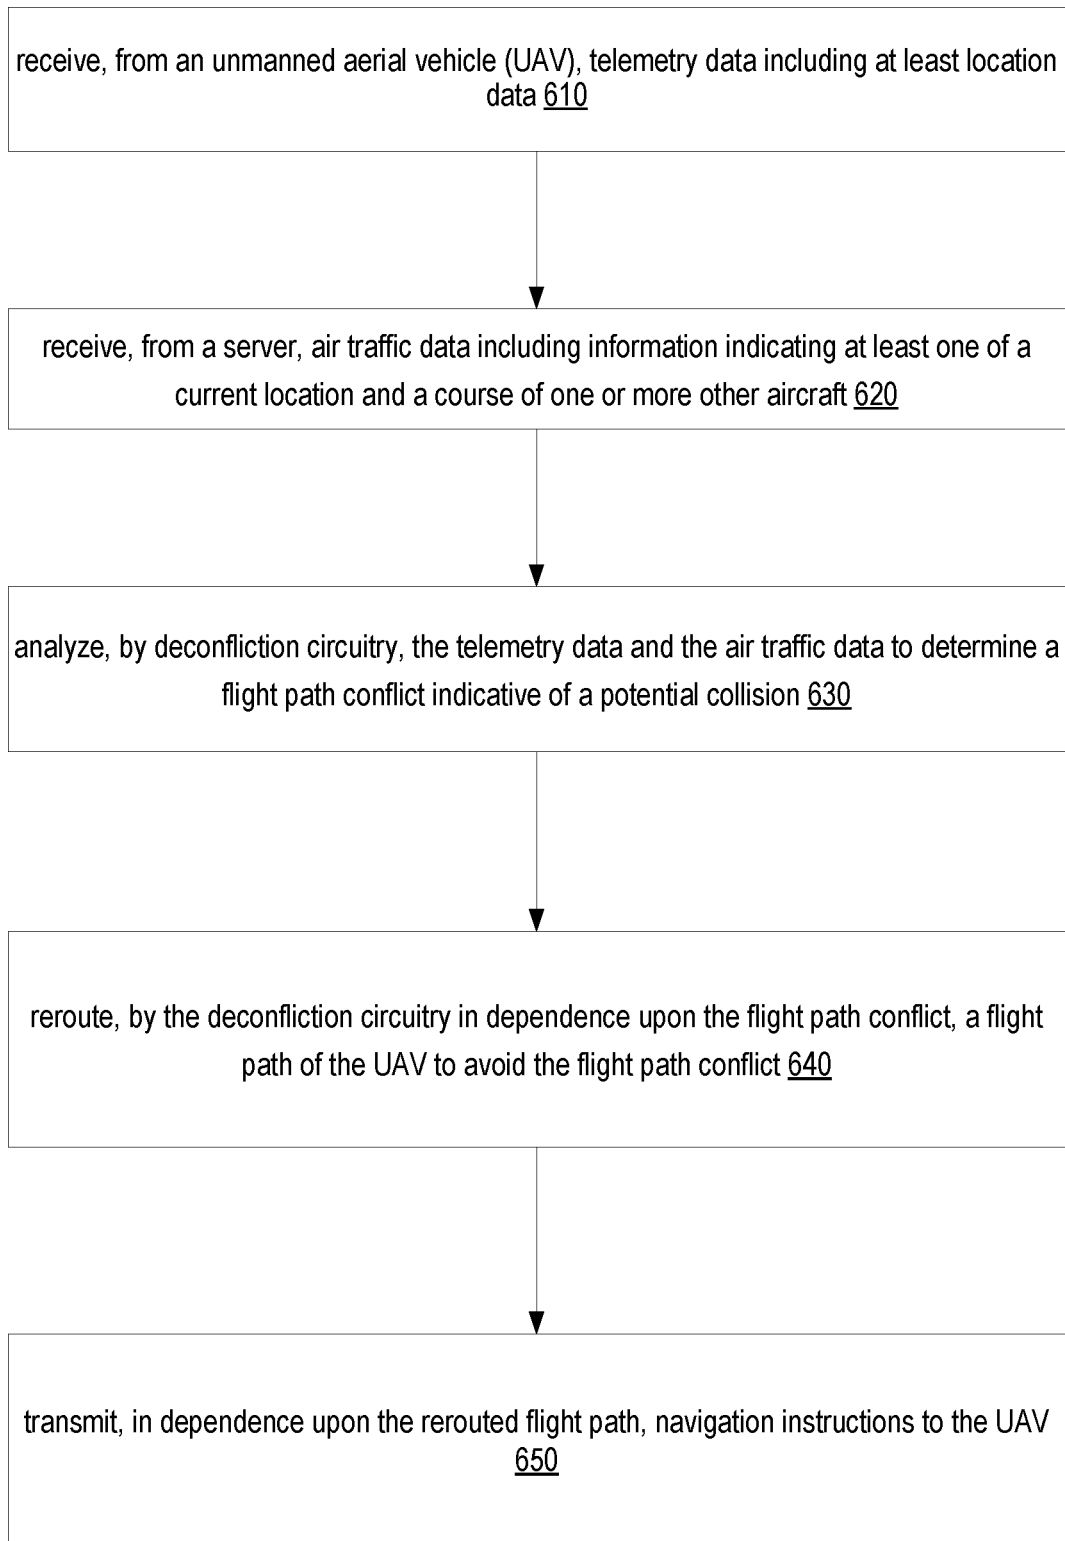 receive, from an unmanned aerial vehicle (UAV), telemetry data including at least location
data 610
receive, from a server, air traffic data including information indicating at least one of a
current location and a course of one or more other aircraft 620
analyze, by deconfliction circuitry, the telemetry data and the air traffic data to determine a
flight path conflict indicative of a potential collision 630
reroute, by the deconfliction circuitry in dependence upon the flight path conflict, a flight
path of the UAV to avoid the flight path conflict 640
transmit, in dependence upon the rerouted flight path, navigation instructions to the UAV
650